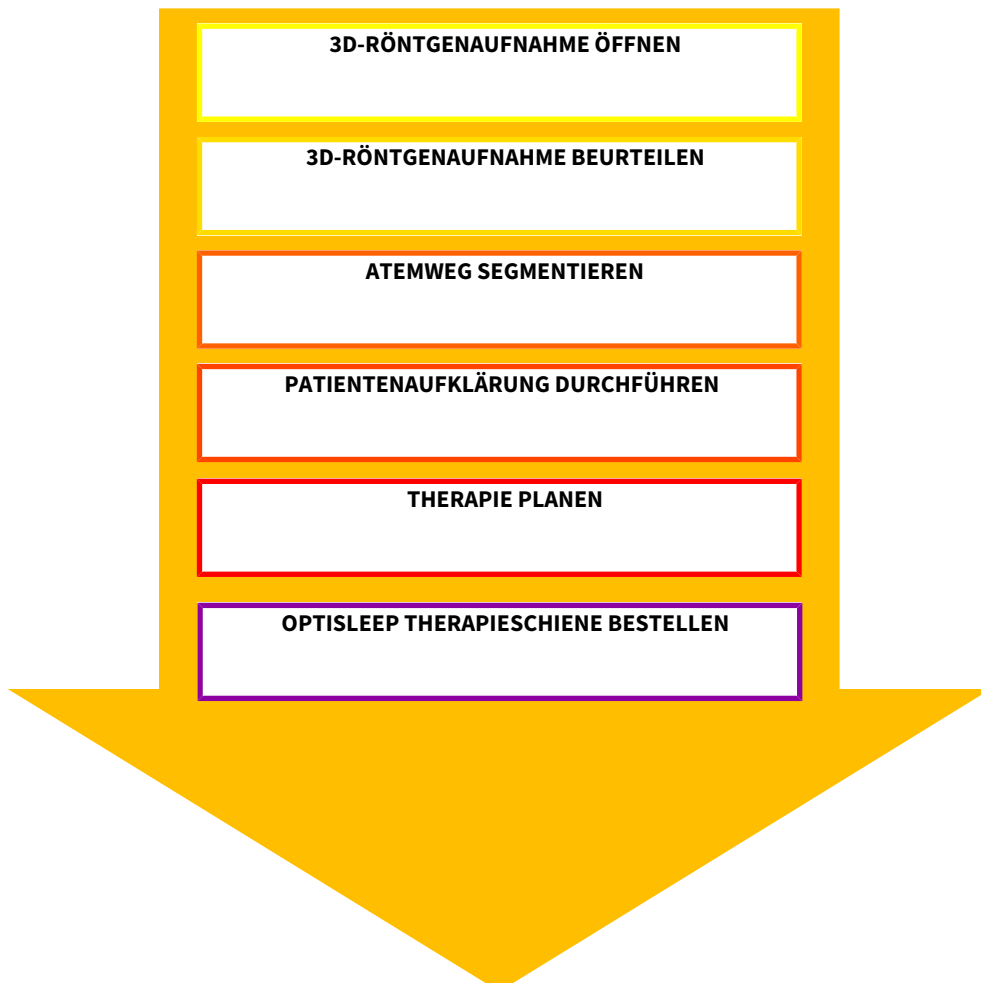 3D-RÖNTGENAUFNAHME ÖFFNEN
3D-RÖNTGENAUFNAHME BEURTEILEN
ATEMWEG SEGMENTIEREN
PATIENTENAUFKLÄRUNG DURCHFÜHREN
THERAPIE PLANEN
OPTISLEEP THERAPIESCHIENE BESTELLEN